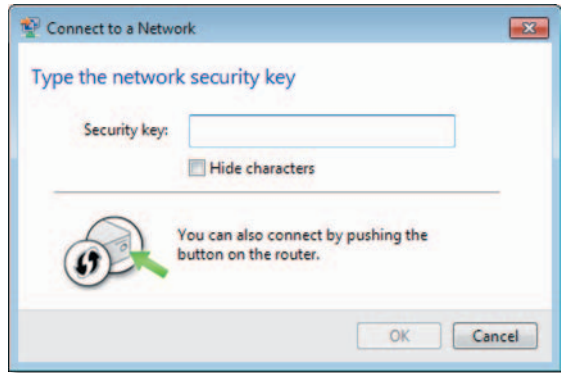 Connect to a Network
Type the network security key
Security key:
Hide characters
You can also connect by pushing the
button on the router.
OK
Cancel